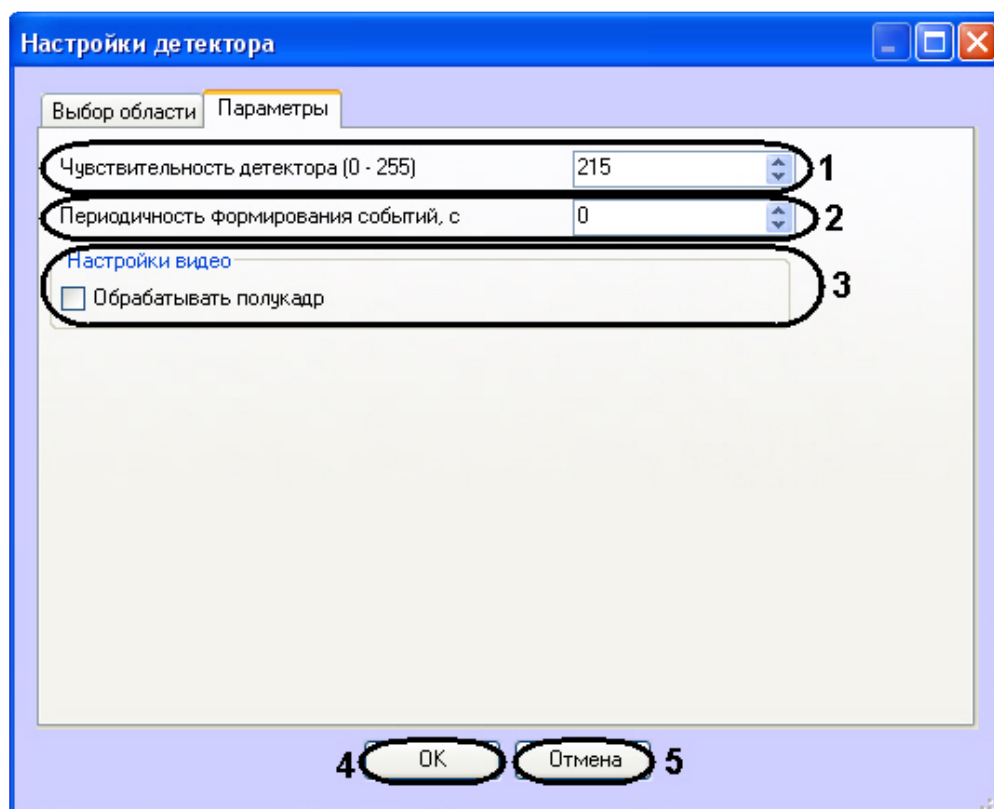 Настройки детектора
Выбор области Параметры
Чувствительность детектора (0 - 255) 215 1
Периодичность формирования событий, с 0 2
Настройки видео
Обрабатывать полукадр 3
4 OK Отмена 5